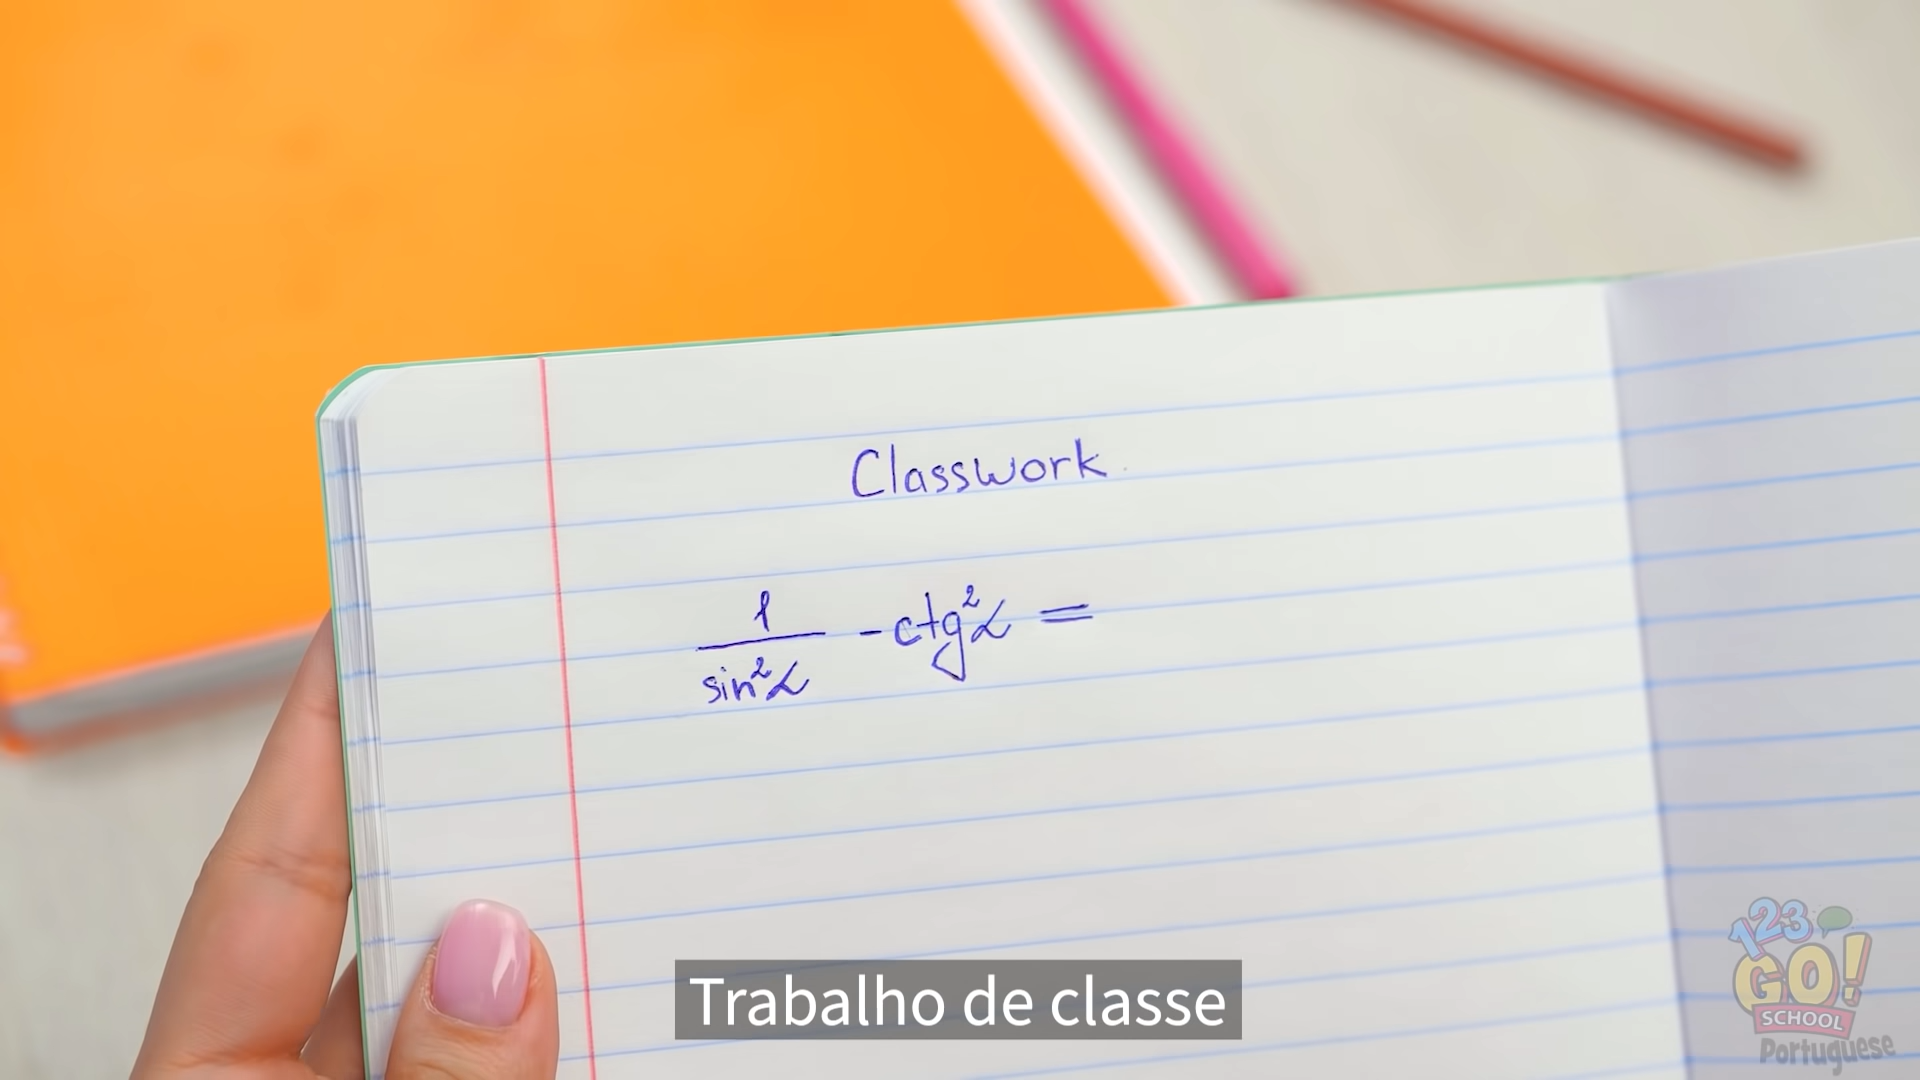 Classwork
1
— - ctg²α =
sin²α
Trabalho de classe
123
GO!
SCHOOL
Portuguese